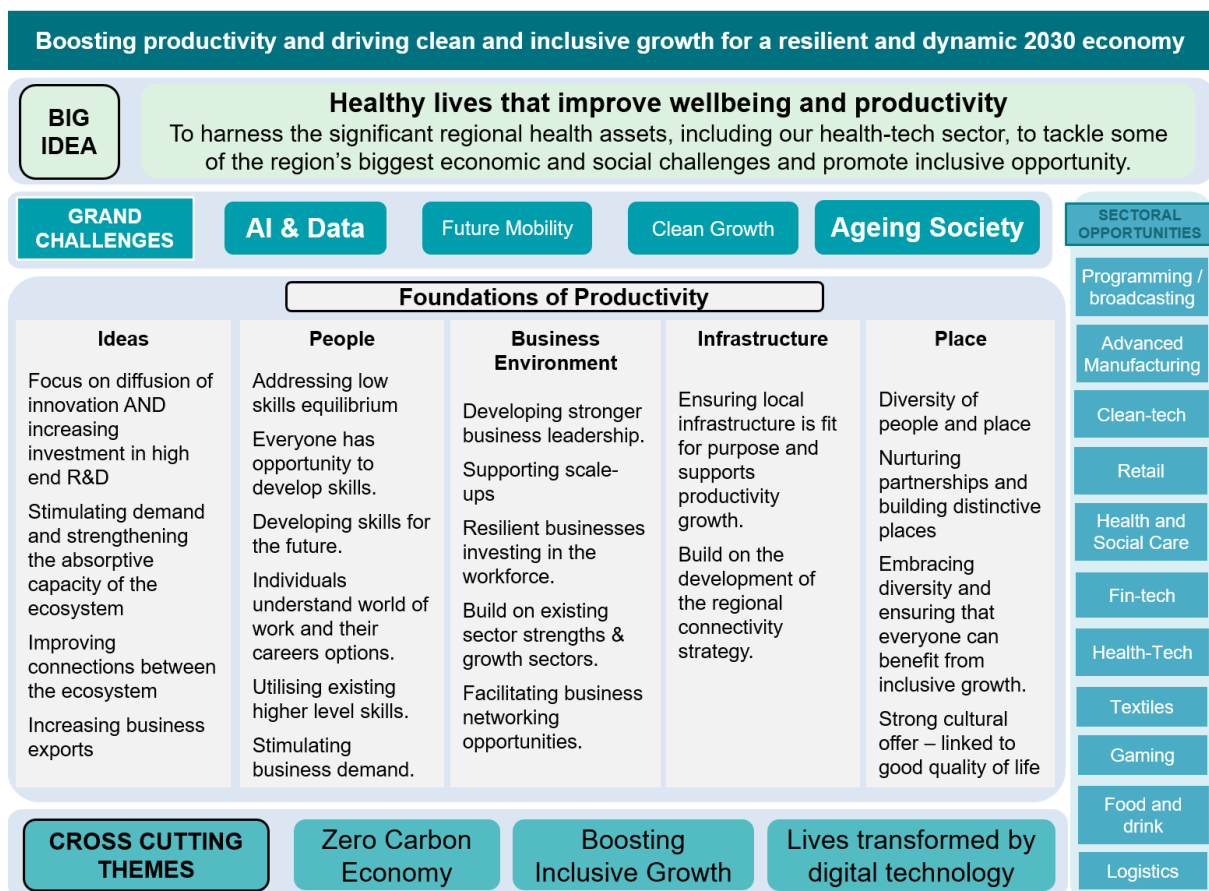 Boosting productivity and driving clean and inclusive growth for a resilient and dynamic 2030 economy
BIG
IDEA
Healthy lives that improve wellbeing and productivity
To harness the significant regional health assets, including our health-tech sector, to tackle some
of the region's biggest economic and social challenges and promote inclusive opportunity.
GRAND
CHALLENGES
AI & Data
Future Mobility
Clean Growth
Ageing Society
Foundations of Productivity
Ideas
Focus on diffusion of
innovation AND
increasing
investment in high
end R&D
Stimulating demand
and strengthening
the absorptive
capacity of the
ecosystem
Improving
connections between
the ecosystem
Increasing business
exports
People
Addressing low
skills equilibrium
Everyone has
opportunity to
develop skills.
Developing skills for
the future.
Individuals
understand world of
work and their
careers options.
Utilising existing
higher level skills.
Stimulating
business demand.
Business
Environment
Developing stronger
business leadership.
Supporting scale-
ups
Resilient businesses
investing in the
workforce.
Build on existing
sector strengths &
growth sectors.
Facilitating business
networking
opportunities.
Infrastructure
Ensuring local
infrastructure is fit
for purpose and
supports
productivity
growth.
Build on the
development of
the regional
connectivity
strategy.
Place
Diversity of
people and place
Nurturing
partnerships and
building distinctive
places
Embracing
diversity and
ensuring that
everyone can
benefit from
inclusive growth.
Strong cultural
offer – linked to
good quality of life
SECTORAL
OPPORTUNITIES
Programming /
broadcasting
Advanced
Manufacturing
Clean-tech
Retail
Health and
Social Care
Fin-tech
Health-Tech
Textiles
Gaming
Food and
drink
Logistics
CROSS CUTTING
THEMES
Zero Carbon
Economy
Boosting
Inclusive Growth
Lives transformed by
digital technology